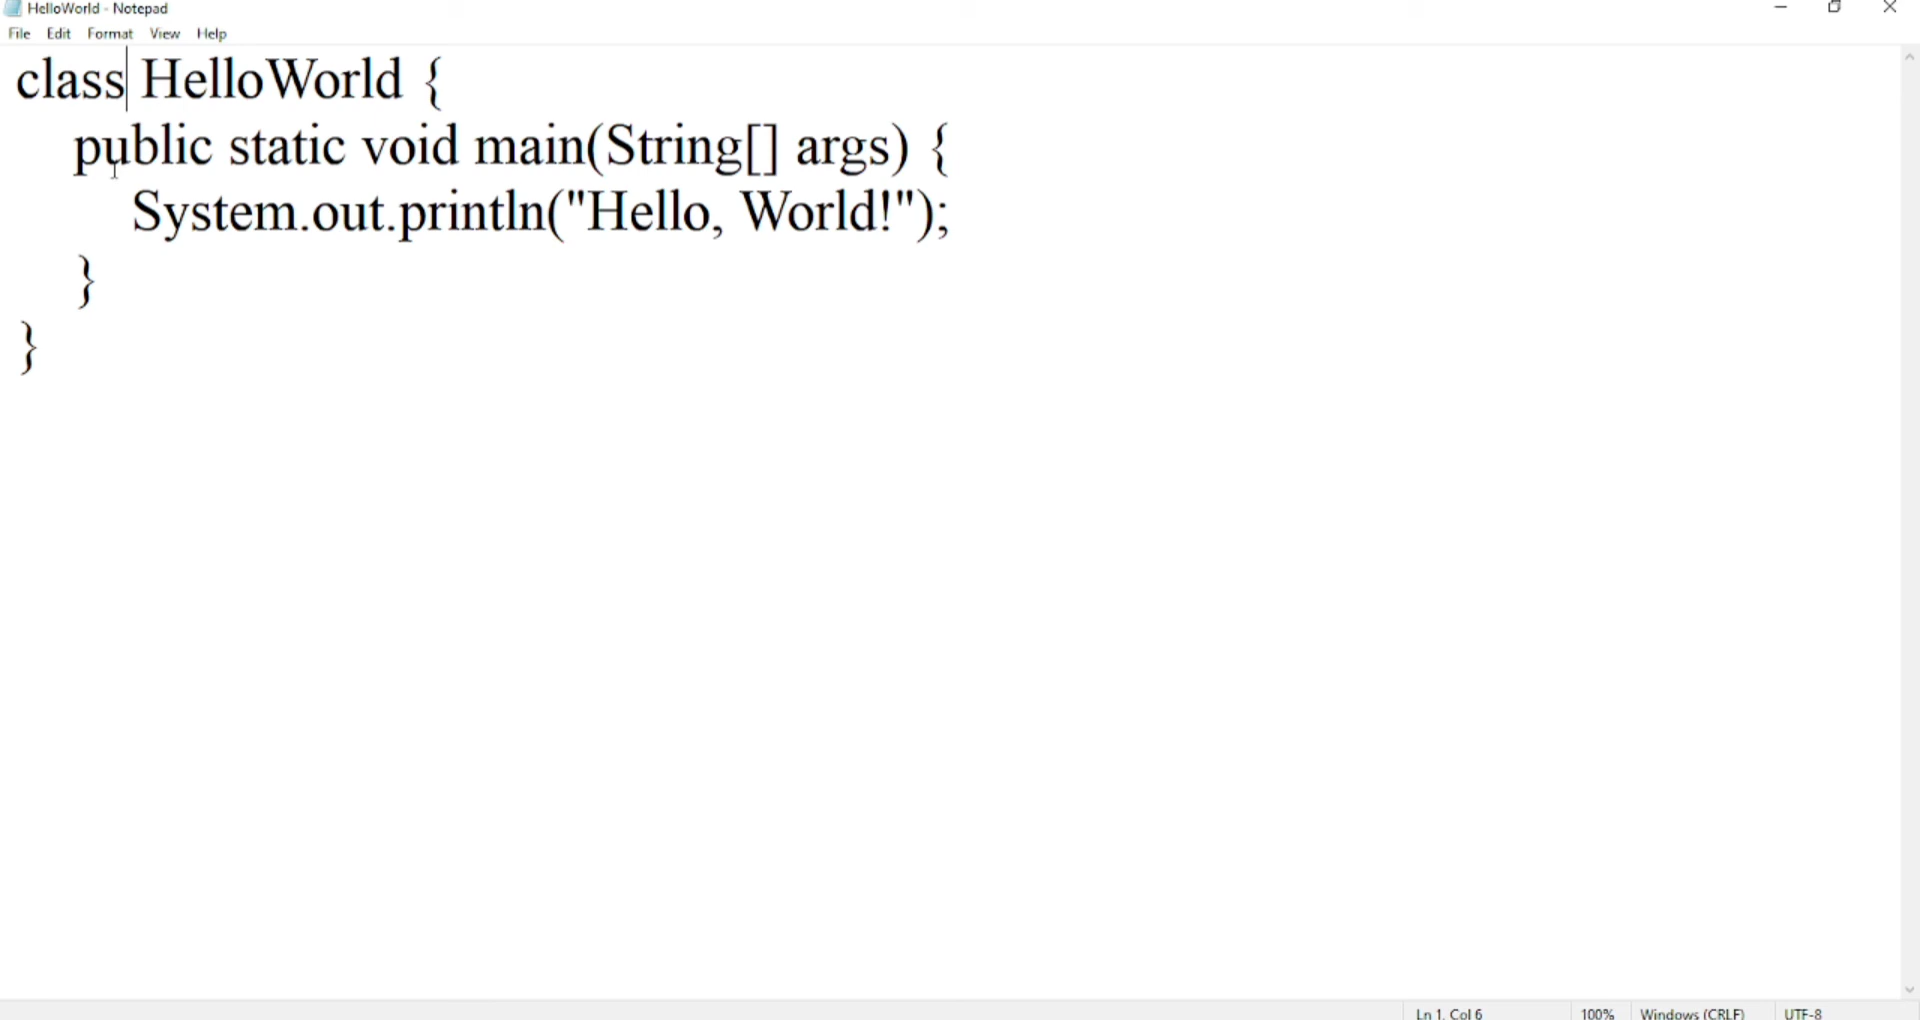 HelloWorld - Notepad
File Edit Format View Help
class HelloWorld {
public static void main(String[] args) {
System.out.println("Hello, World!");
}
}
Ln 1, Col 6 100% Windows (CRLF) UTF-8